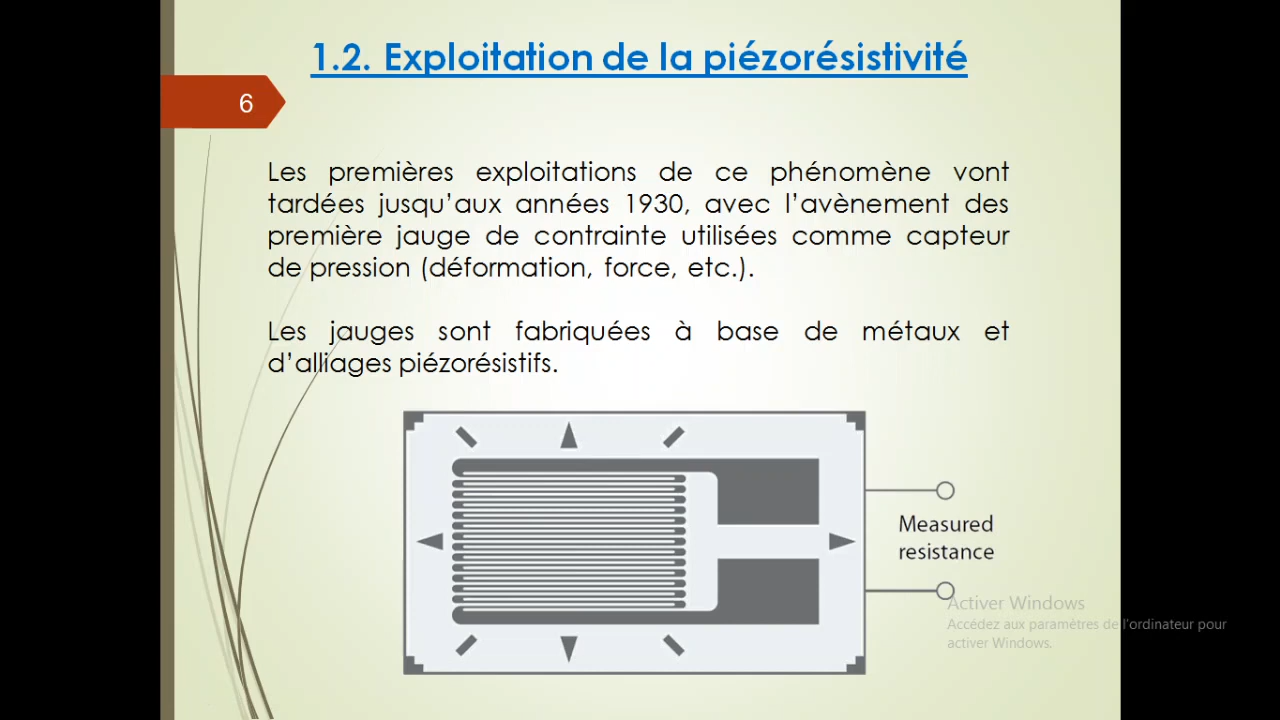 1.2. Exploitation de la piézorésistivité
6
Les premières exploitations de ce phénomène vont
tardées jusqu’aux années 1930, avec l’avènement des
première jauge de contrainte utilisées comme capteur
de pression (déformation, force, etc.).
Les jauges sont fabriquées à base de métaux et
d’alliages piézorésistifs.
Measured
resistance
Activer Windows
Accédez aux paramètres de l’ordinateur pour
activer Windows.